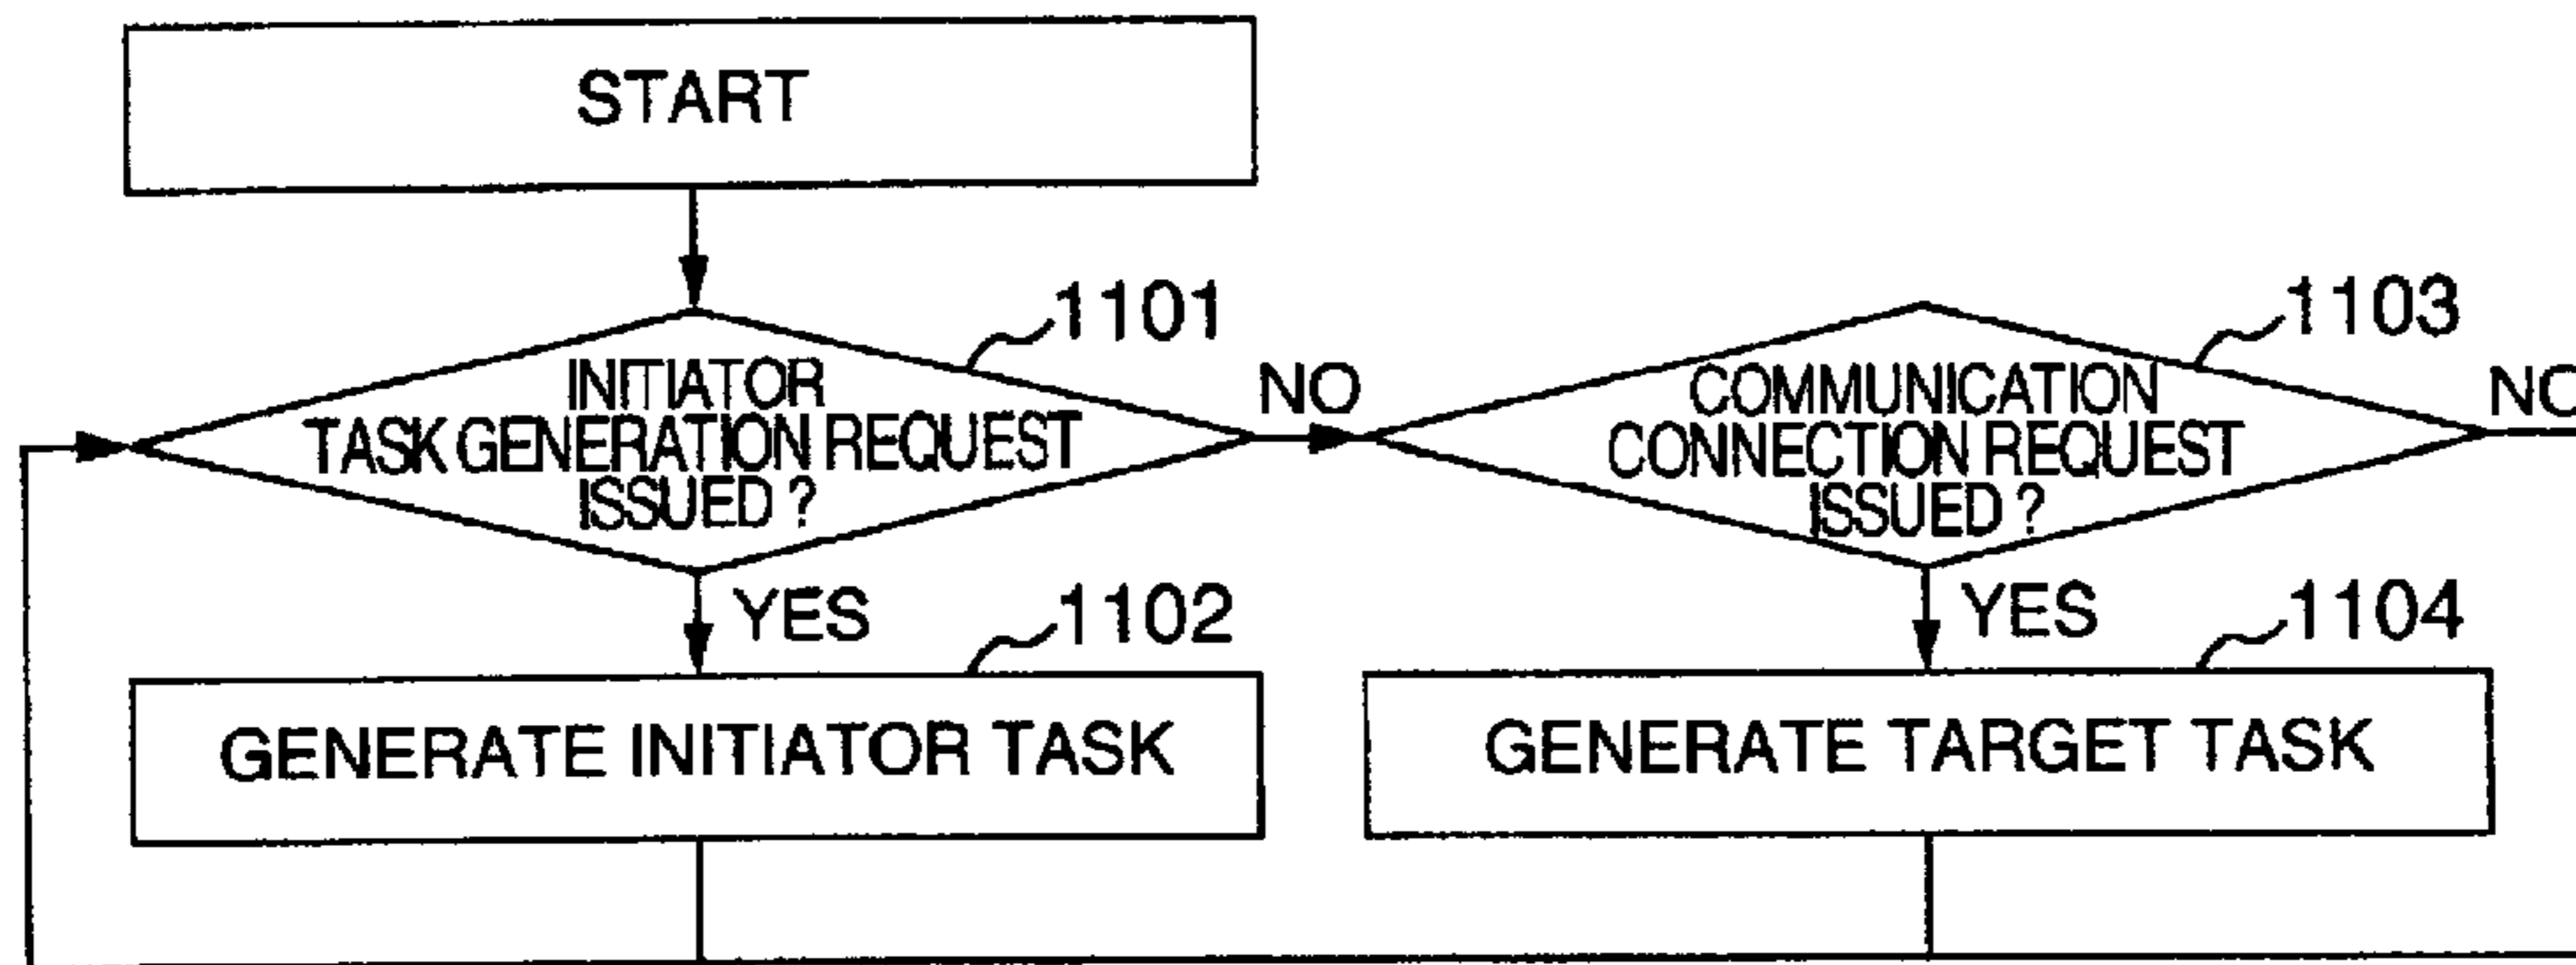 START
1101
INITIATOR
TASK GENERATION REQUEST
ISSUED ?
NO
1103
COMMUNICATION
CONNECTION REQUEST
ISSUED ?
NO
YES
1102
GENERATE INITIATOR TASK
YES
1104
GENERATE TARGET TASK